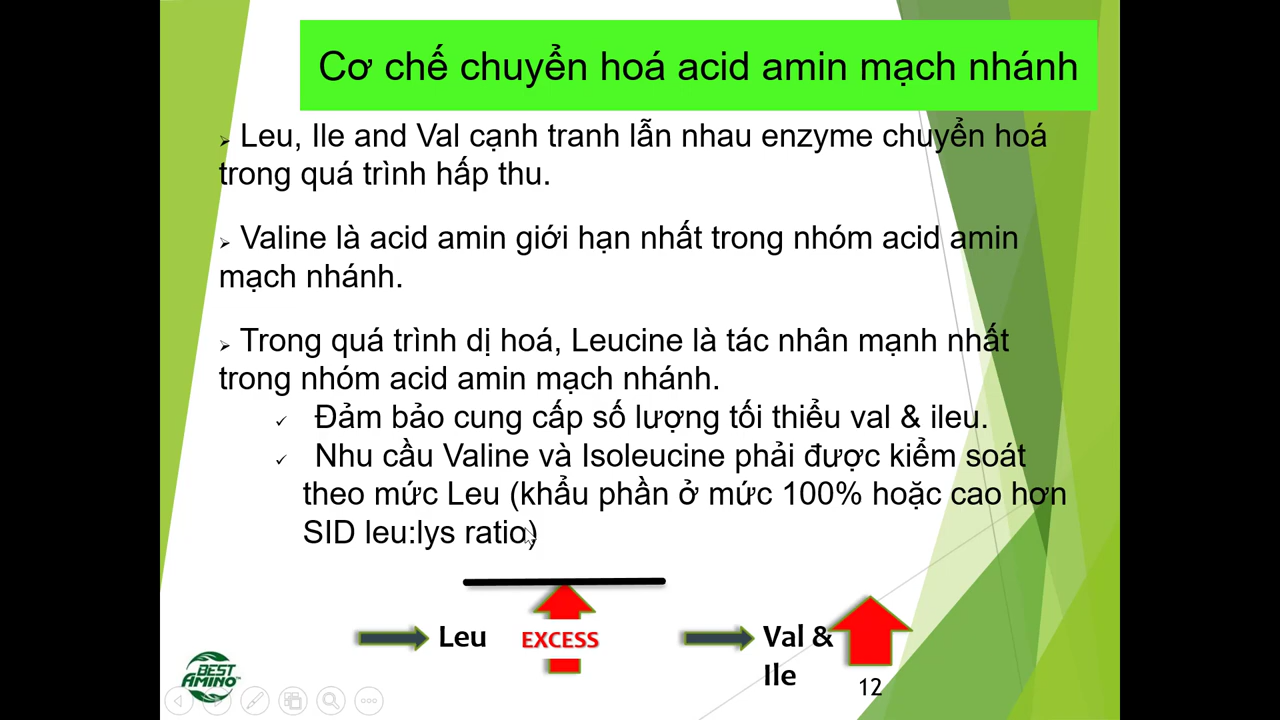 Cơ chế chuyển hoá acid amin mạch nhánh
Leu, Ile and Val cạnh tranh lẫn nhau enzyme chuyển hoá
trong quá trình hấp thu.
Valine là acid amin giới hạn nhất trong nhóm acid amin
mạch nhánh.
Trong quá trình dị hoá, Leucine là tác nhân mạnh nhất
trong nhóm acid amin mạch nhánh.
Đảm bảo cung cấp số lượng tối thiểu val & ileu.
Nhu cầu Valine và Isoleucine phải được kiểm soát
theo mức Leu (khẩu phần ở mức 100% hoặc cao hơn
SID leu:lys ratio)
Leu
EXCESS
Val &
Ile
BEST
AMINO
12